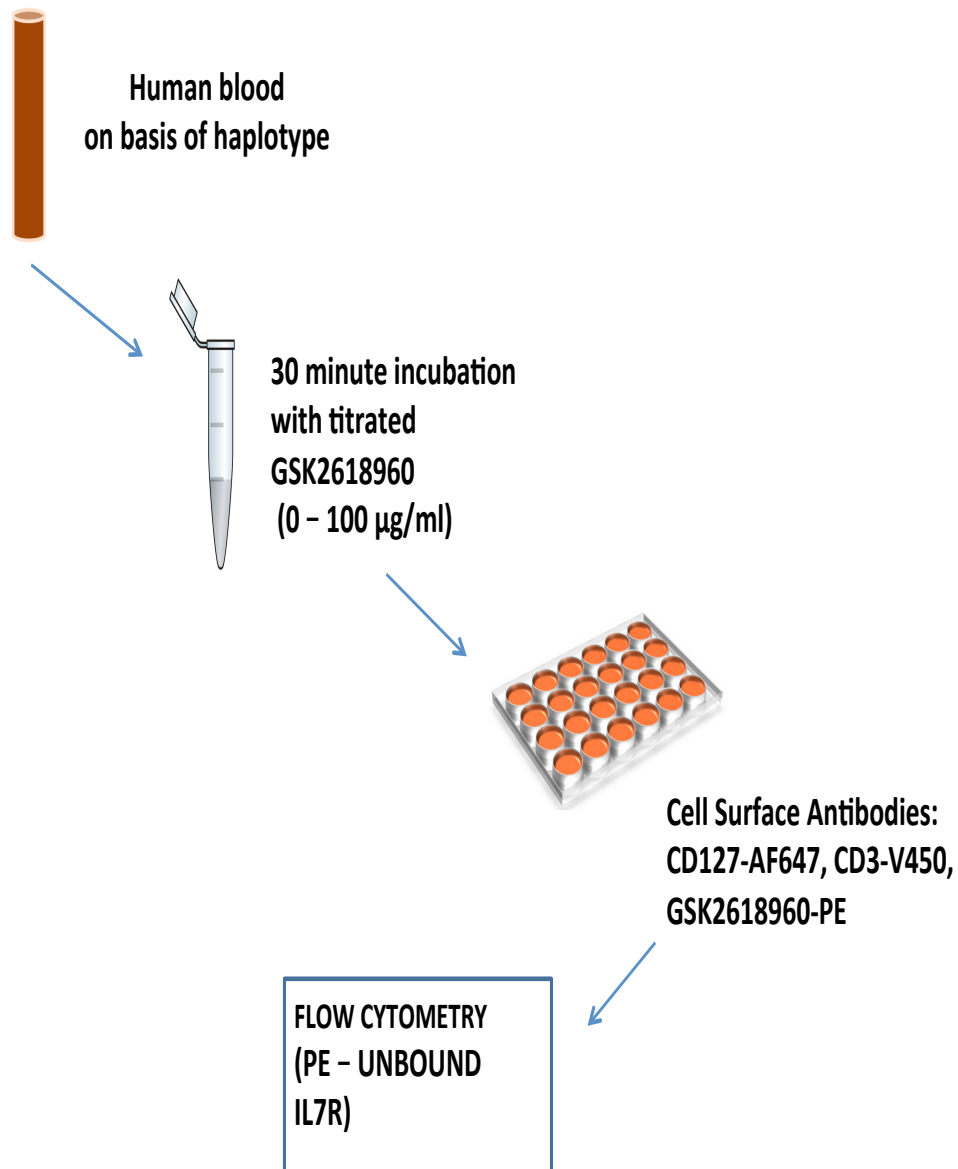 Human blood
on basis of haplotype
30 minute incubation
with titrated
GSK2618960
(0 – 100 µg/ml)
Cell Surface Antibodies:
CD127-AF647, CD3-V450,
GSK2618960-PE
FLOW CYTOMETRY
(PE – UNBOUND
IL7R)